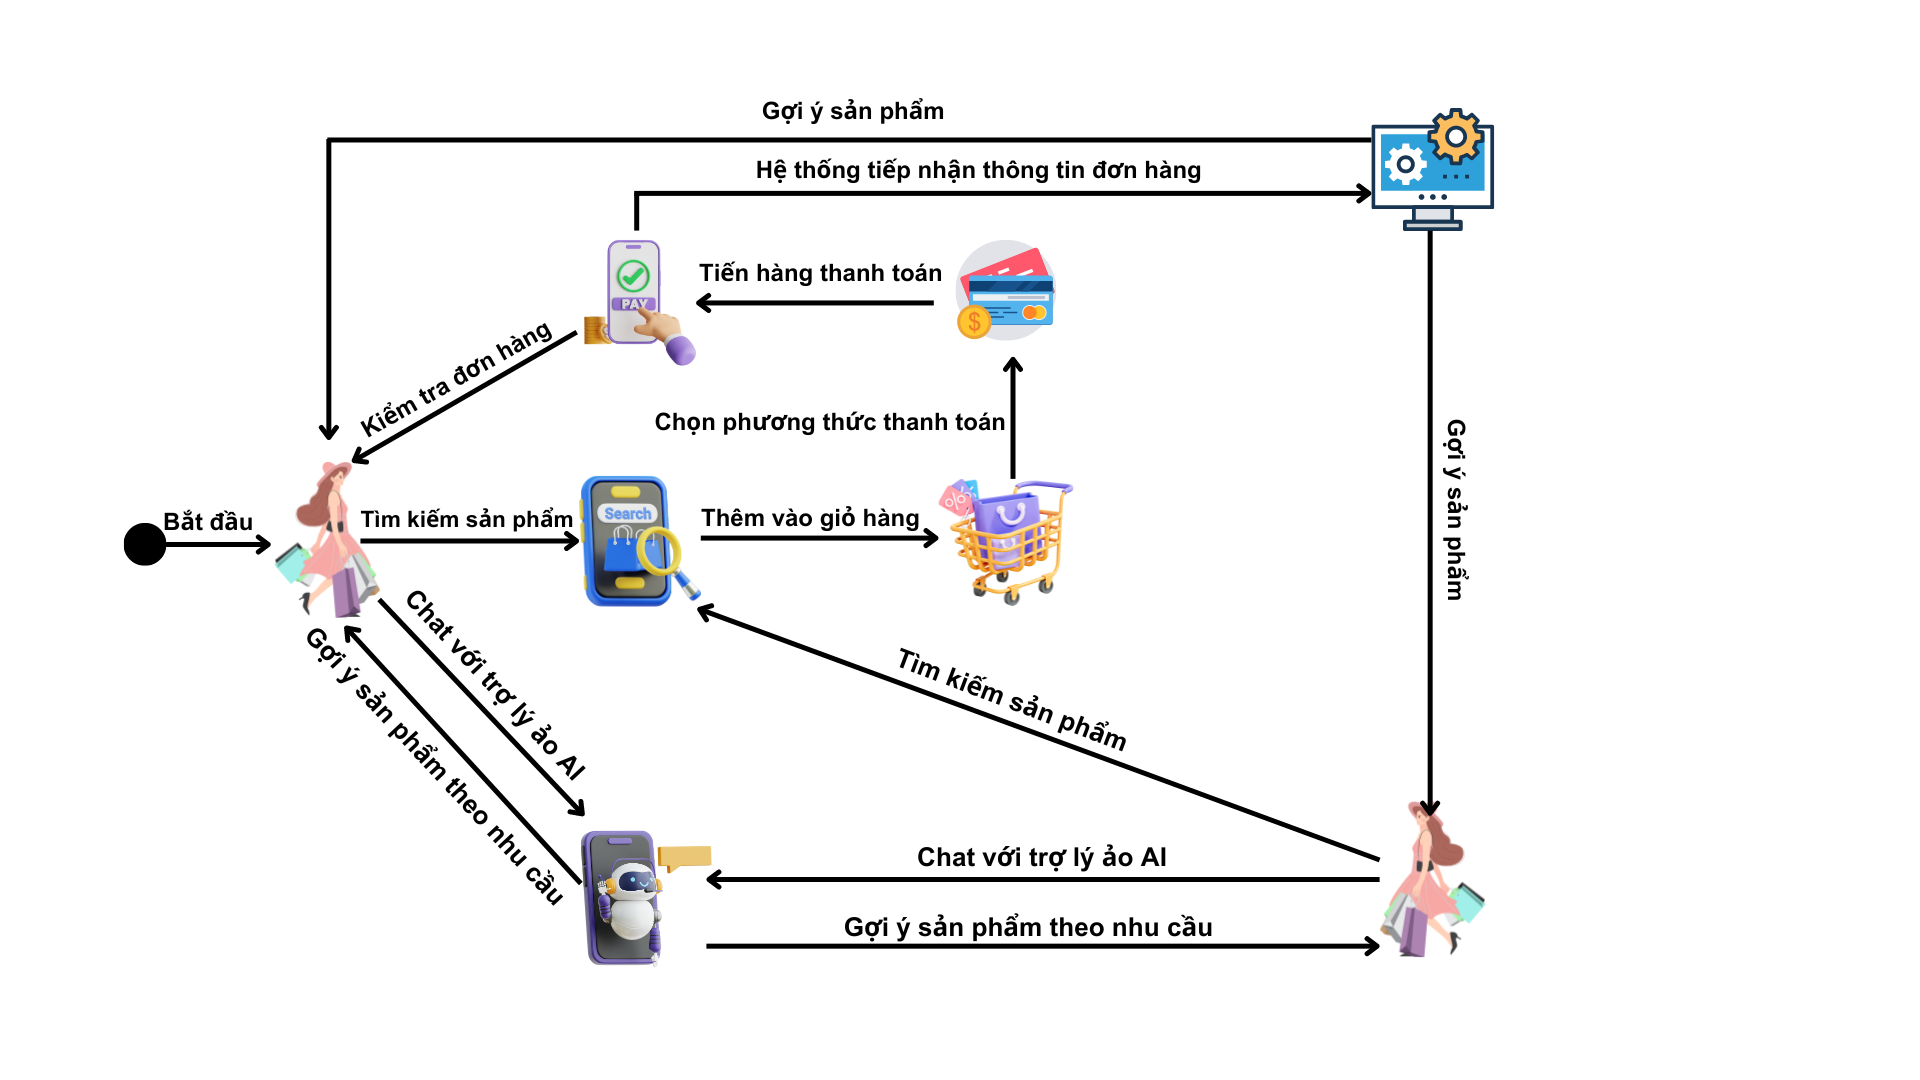 Gợi ý sản phẩm
Hệ thống tiếp nhận thông tin đơn hàng
Tiến hàng thanh toán
PAY
$
Kiểm tra đơn hàng
Chọn phương thức thanh toán
Gợi ý sản phẩm
Bắt đầu
Tìm kiếm sản phẩm
Search
Thêm vào giỏ hàng
%
Chat với trợ lý ảo AI
Gợi ý sản phẩm theo nhu cầu
Tìm kiếm sản phẩm
Chat với trợ lý ảo AI
Gợi ý sản phẩm theo nhu cầu